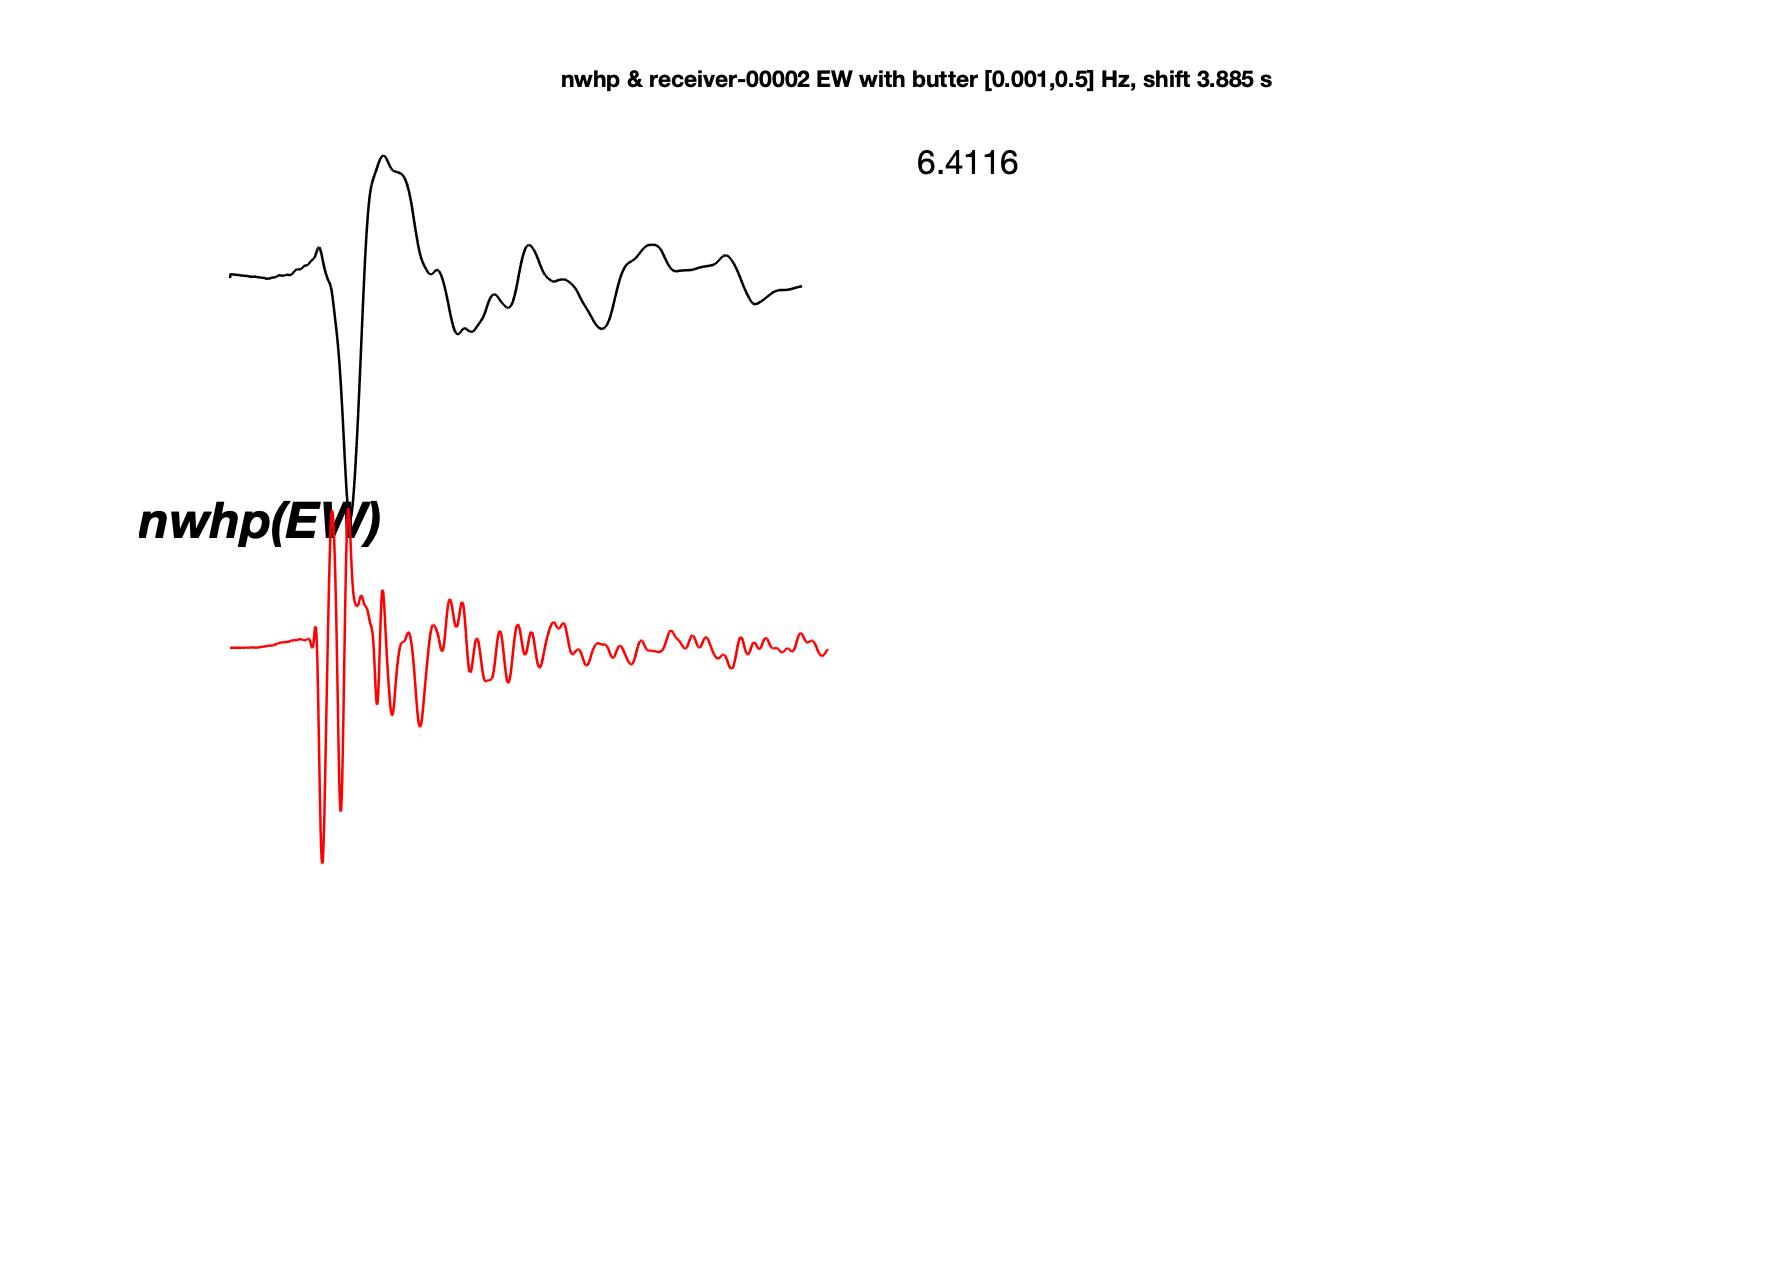 nwhp & receiver-00002 EW with butter [0.001,0.5] Hz, shift 3.885 s
6.4116
nwhp(EW)